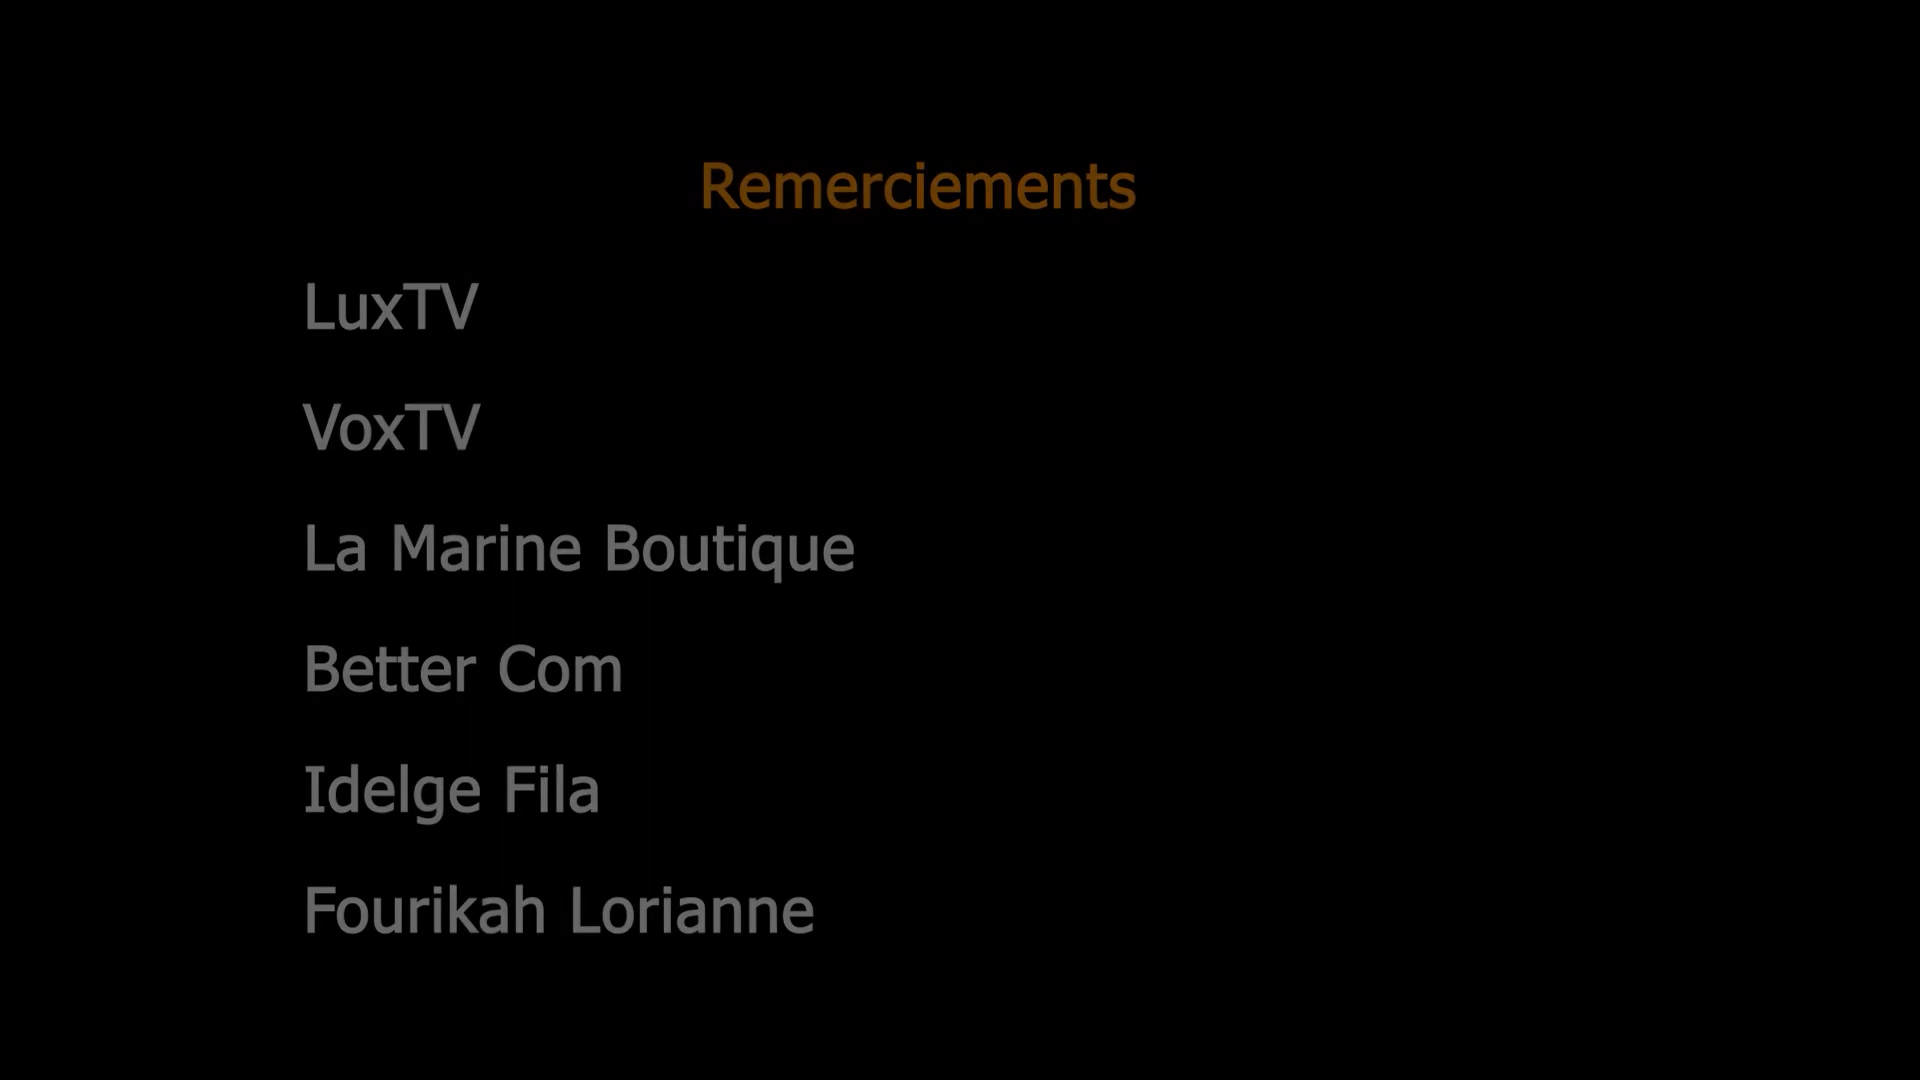 Remerciements
LuxTV
VoxTV
La Marine Boutique
Better Com
Idelge Fila
Fourikah Lorianne